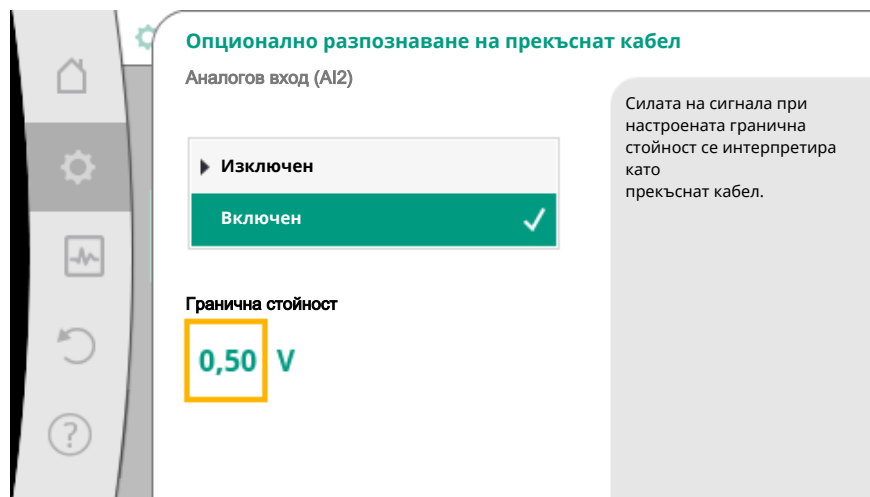 Опционално разпознаване на прекъснат кабел
Аналогов вход (AI2)
Изключен
Включен
Гранична стойност
0,50 V
Силата на сигнала при
настроената гранична
стойност се интерпретира
като
прекъснат кабел.
?